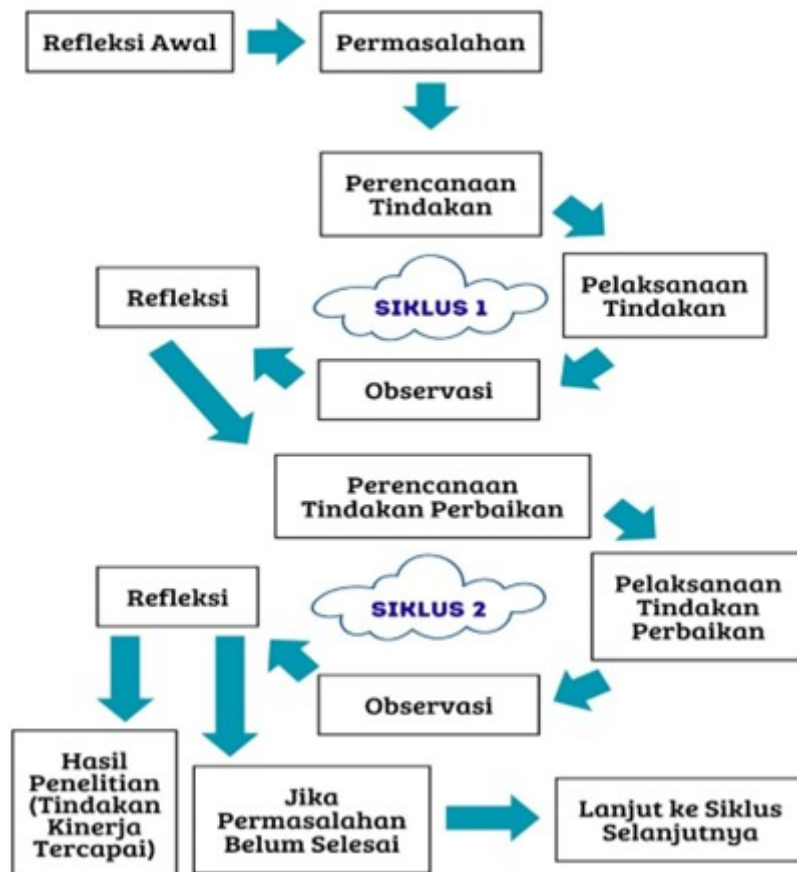 Refleksi Awal
Permasalahan
Perencanaan
Tindakan
Pelaksanaan
Tindakan
Refleksi
SIKLUS 1
Observasi
Perencanaan
Tindakan Perbaikan
Pelaksanaan
Tindakan
Perbaikan
Refleksi
SIKLUS 2
Observasi
Hasil
Penelitian
(Tindakan
Kinerja
Tercapai)
Jika
Permasalahan
Belum Selesai
Lanjut ke Siklus
Selanjutnya